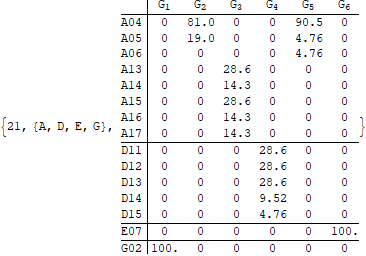 G₁ G₂ G₃ G₄ G₅ G₆
A04 0 81.0 0 0 90.5 0
A05 0 19.0 0 0 4.76 0
A06 0 0 0 0 4.76 0
A13 0 0 28.6 0 0 0
A14 0 0 14.3 0 0 0
A15 0 0 28.6 0 0 0
A16 0 0 14.3 0 0 0
{21, {A, D, E, G}, A17 0 0 14.3 0 0 0 }
D11 0 0 0 28.6 0 0
D12 0 0 0 28.6 0 0
D13 0 0 0 28.6 0 0
D14 0 0 0 9.52 0 0
D15 0 0 0 4.76 0 0
E07 0 0 0 0 0 100.
G02 100. 0 0 0 0 0